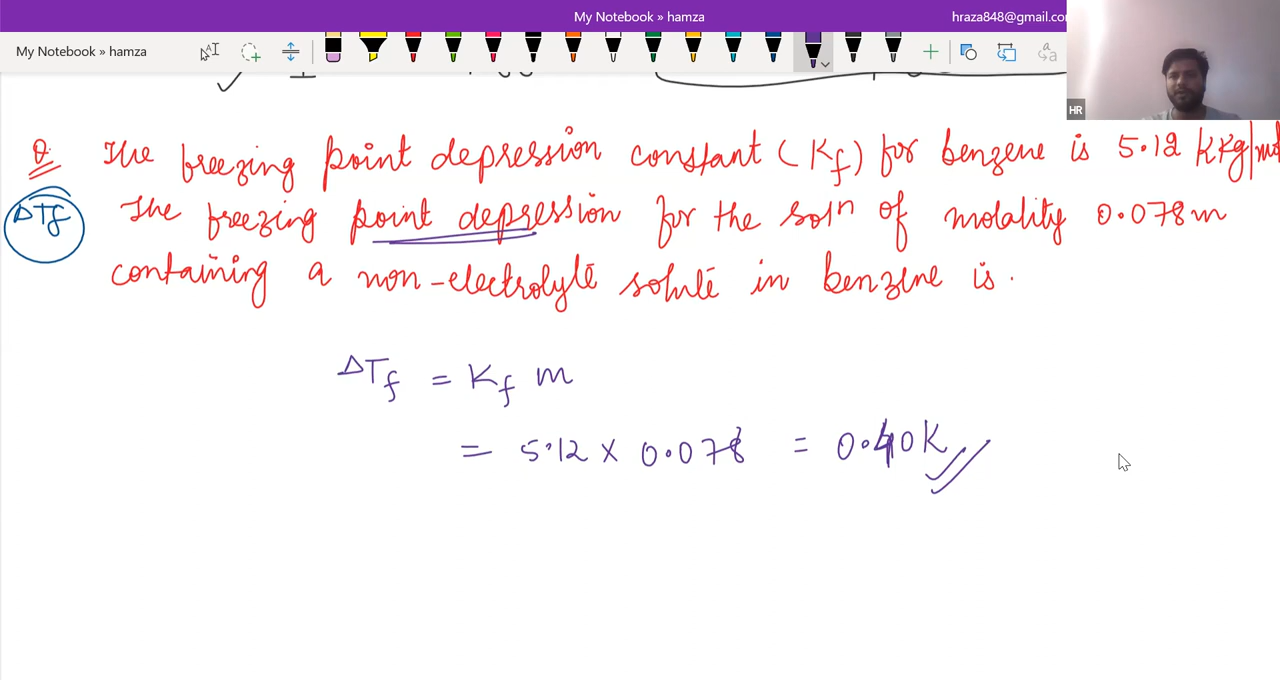 My Notebook » hamza
hraza848@gmail.co
My Notebook » hamza
HR
Q. The freezing point depression constant (Kf) for benzene is 5.12 K Kg/mol
ΔTf The freezing point depression for the solⁿ of molality 0.078m
containing a non-electrolyte solute in benzene is.
ΔTf = Kf m
= 5.12 × 0.078 = 0.40K